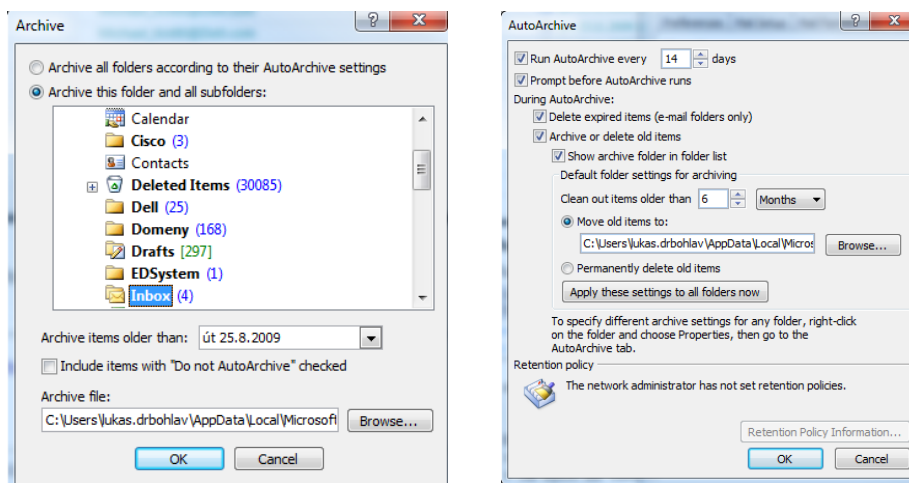 Archive
Archive all folders according to their AutoArchive settings
Archive this folder and all subfolders:
Calendar
Cisco (3)
Contacts
Deleted Items (30085)
Dell (25)
Domeny (168)
Drafts [297]
EDSystem (1)
Inbox (4)
Archive items older than: út 25.8.2009
Include items with "Do not AutoArchive" checked
Archive file:
C:\Users\lukas.drbohlav\AppData\Local\Microsoft Browse...
OK Cancel
AutoArchive
Run AutoArchive every 14 days
Prompt before AutoArchive runs
During AutoArchive:
Delete expired items (e-mail folders only)
Archive or delete old items
Show archive folder in folder list
Default folder settings for archiving
Clean out items older than 6 Months
Move old items to:
C:\Users\lukas.drbohlav\AppData\Local\Micros Browse...
Permanently delete old items
Apply these settings to all folders now
To specify different archive settings for any folder, right-click
on the folder and choose Properties, then go to the
AutoArchive tab.
Retention policy
The network administrator has not set retention policies.
Retention Policy Information...
OK Cancel